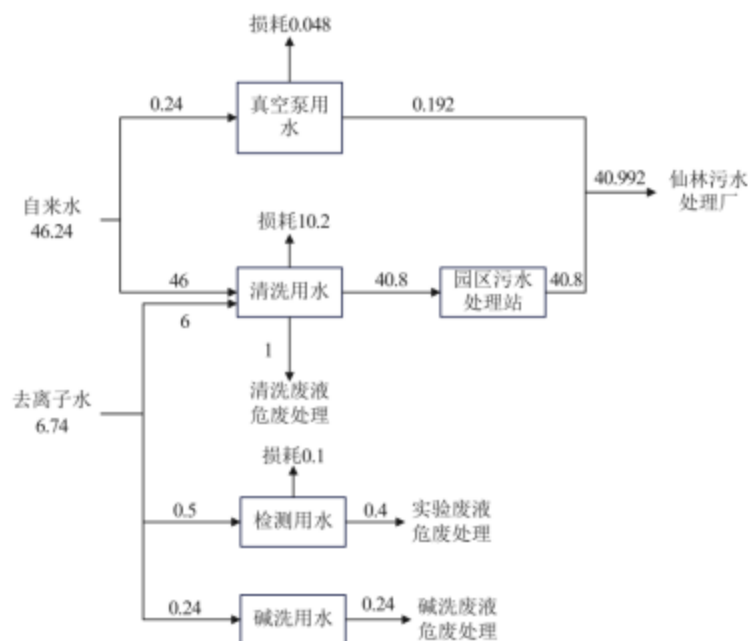 损耗0.048
0.24
真空泵用
水
0.192
自来水
46.24
40.992
仙林污水
处理厂
损耗10.2
46
清洗用水
40.8
园区污水
处理站
40.8
6
1
清洗废液
危废处理
去离子水
6.74
损耗0.1
0.5
检测用水
0.4
实验废液
危废处理
0.24
碱洗用水
0.24
碱洗废液
危废处理